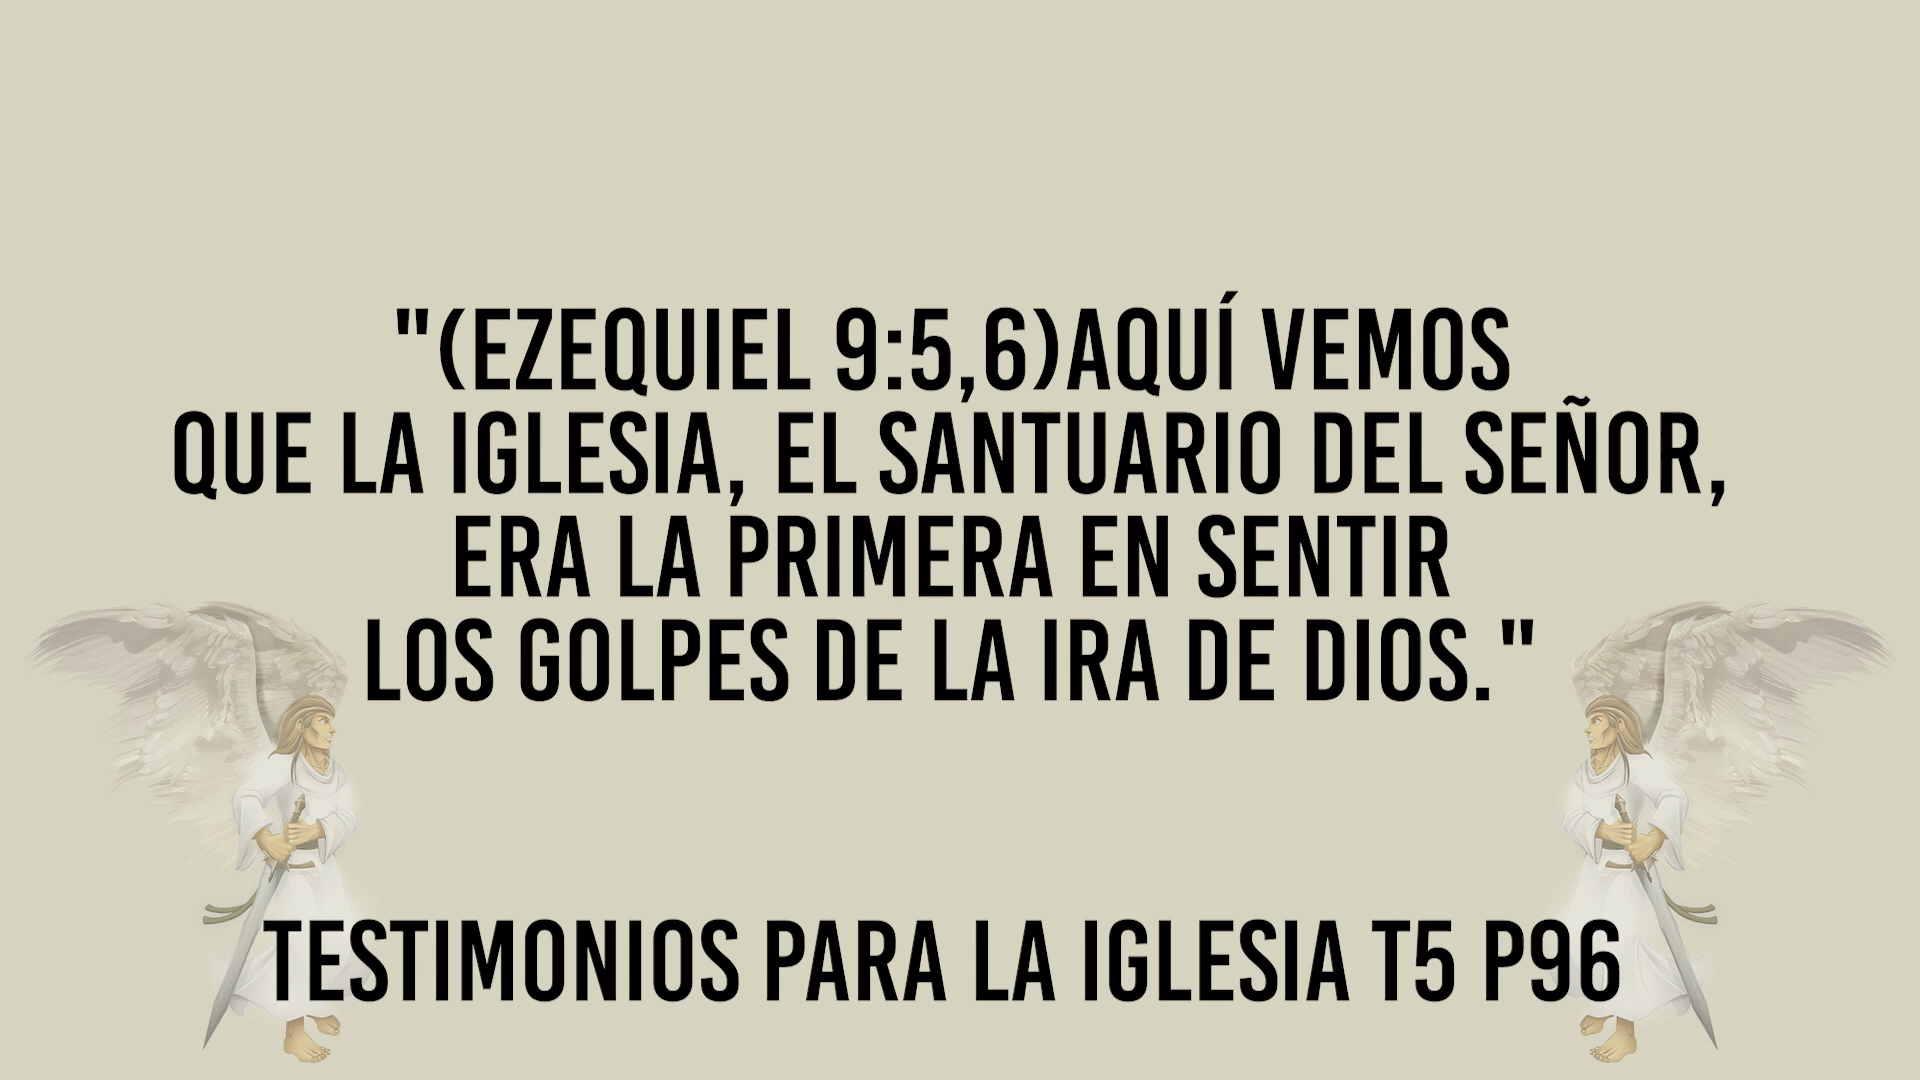 "(EZEQUIEL 9:5,6)AQUÍ VEMOS
QUE LA IGLESIA, EL SANTUARIO DEL SEÑOR,
ERA LA PRIMERA EN SENTIR
LOS GOLPES DE LA IRA DE DIOS."
TESTIMONIOS PARA LA IGLESIA T5 P96